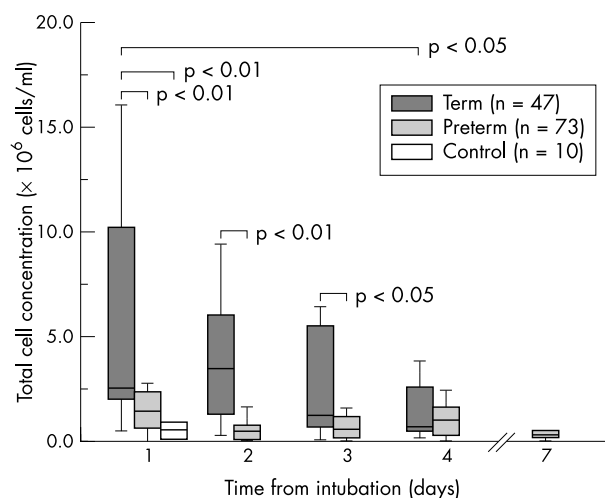 20.0
p < 0.05
p < 0.01
p < 0.01
Term (n = 47)
Preterm (n = 73)
Control (n = 10)
15.0
10.0
p < 0.01
p < 0.05
5.0
0.0
Total cell concentration (× 10⁶ cells/ml)
1 2 3 4 7
Time from intubation (days)